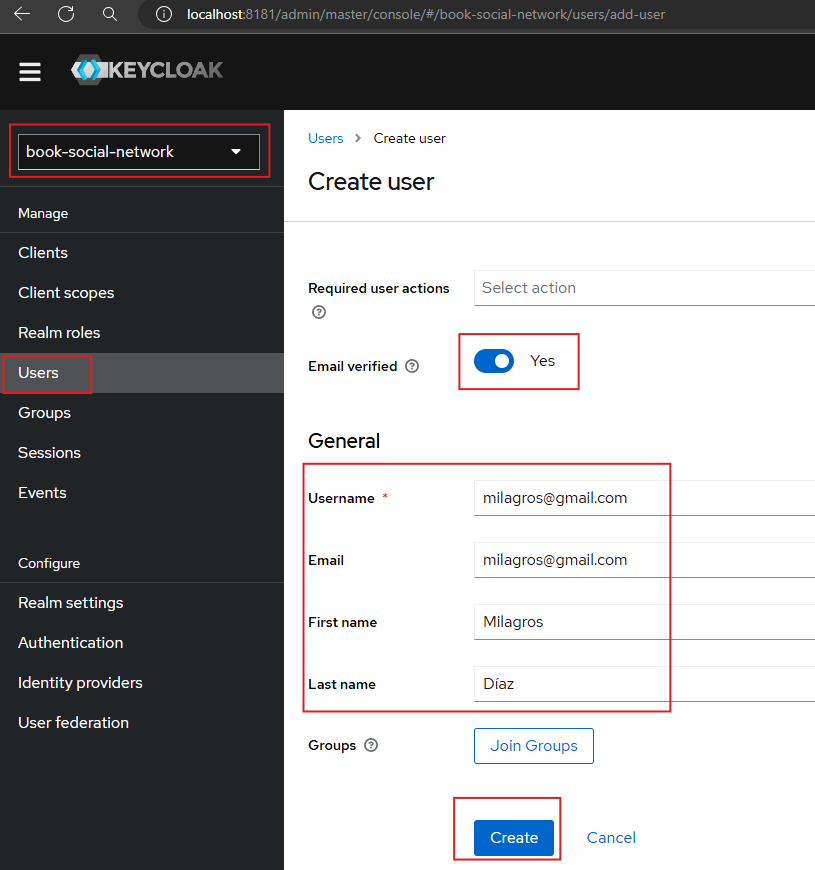 localhost:8181/admin/master/console/#/book-social-network/users/add-user
KEYCLOAK
book-social-network
Manage
Clients
Client scopes
Realm roles
Users
Groups
Sessions
Events
Configure
Realm settings
Authentication
Identity providers
User federation
Users > Create user
Create user
Required user actions
Select action
Email verified
Yes
General
Username *
milagros@gmail.com
Email
milagros@gmail.com
First name
Milagros
Last name
Díaz
Groups
Join Groups
Create
Cancel